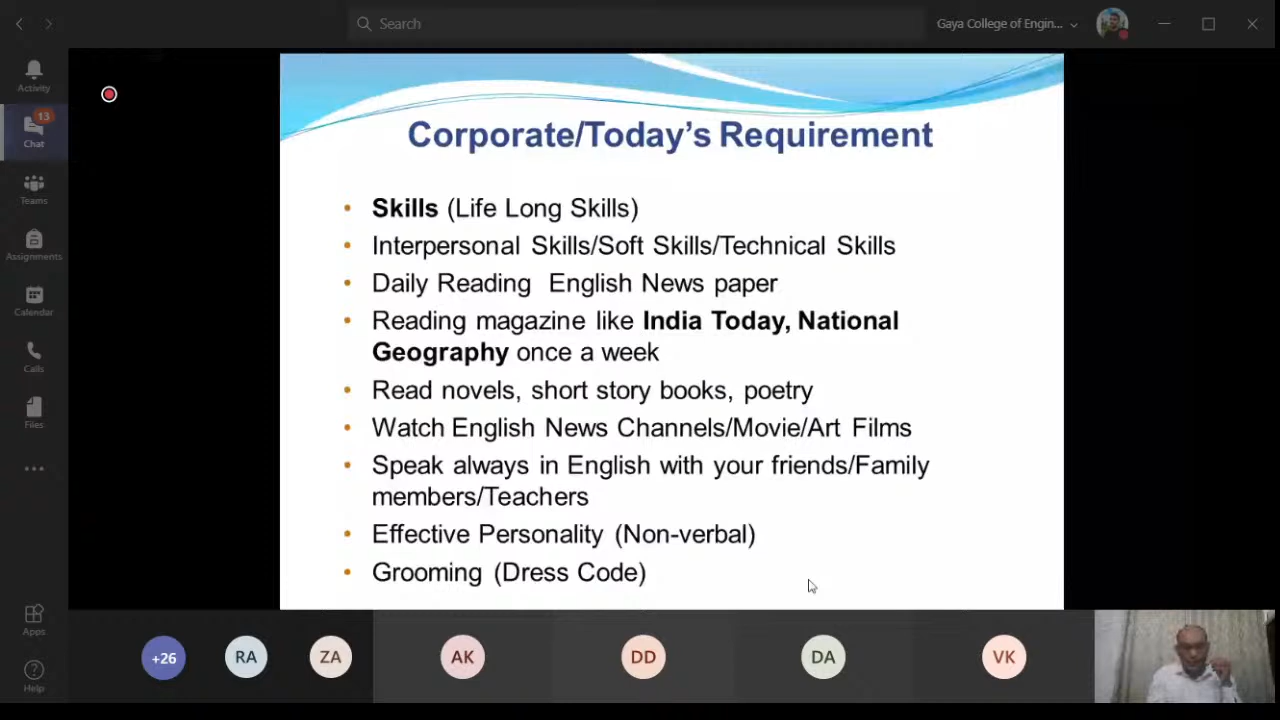 Search
Gaya College of Engin...
Activity
13
Chat
Teams
Assignments
Calendar
Calls
Files
Apps
Help
Corporate/Today's Requirement
• Skills (Life Long Skills)
• Interpersonal Skills/Soft Skills/Technical Skills
• Daily Reading English News paper
• Reading magazine like India Today, National
Geography once a week
• Read novels, short story books, poetry
• Watch English News Channels/Movie/Art Films
• Speak always in English with your friends/Family
members/Teachers
• Effective Personality (Non-verbal)
• Grooming (Dress Code)
+26 RA ZA AK DD DA VK